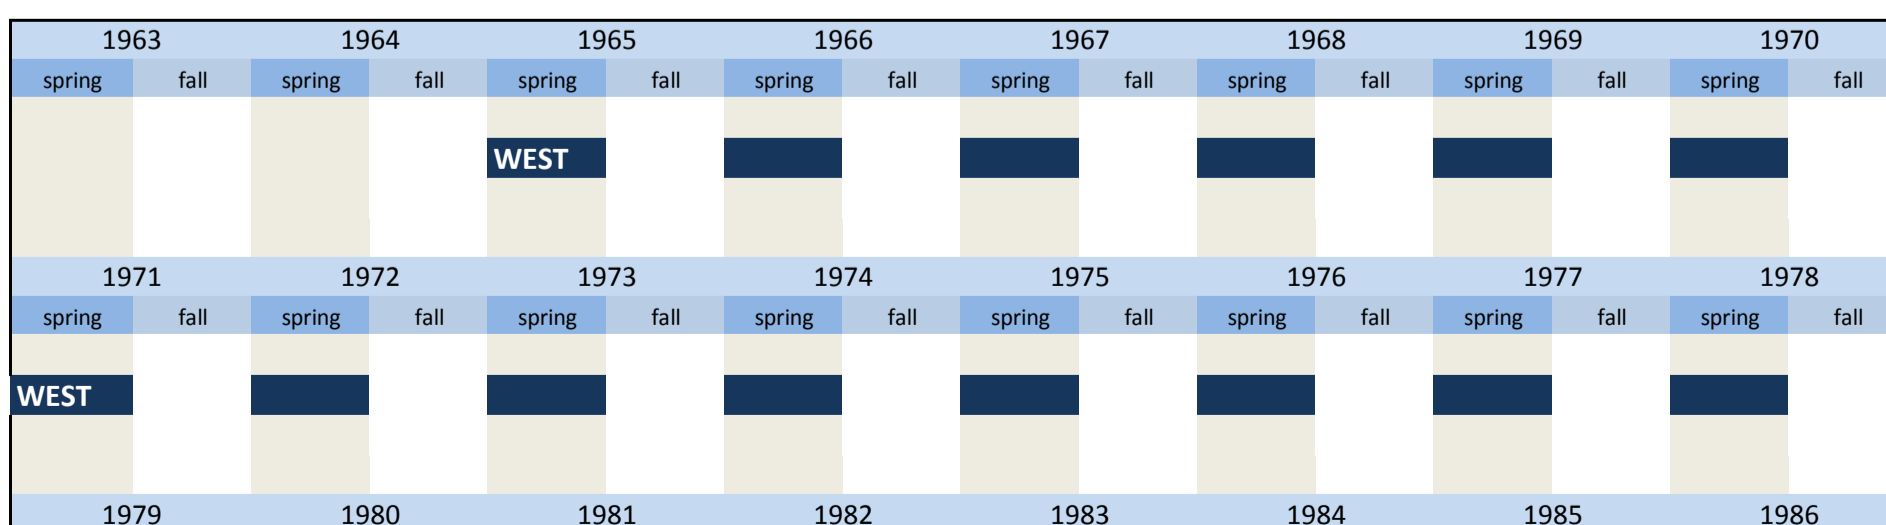 1963 1964 1965 1966 1967 1968 1969 1970
spring fall spring fall spring fall spring fall spring fall spring fall spring fall spring fall
WEST
1971 1972 1973 1974 1975 1976 1977 1978
spring fall spring fall spring fall spring fall spring fall spring fall spring fall spring fall
WEST
1979 1980 1981 1982 1983 1984 1985 1986